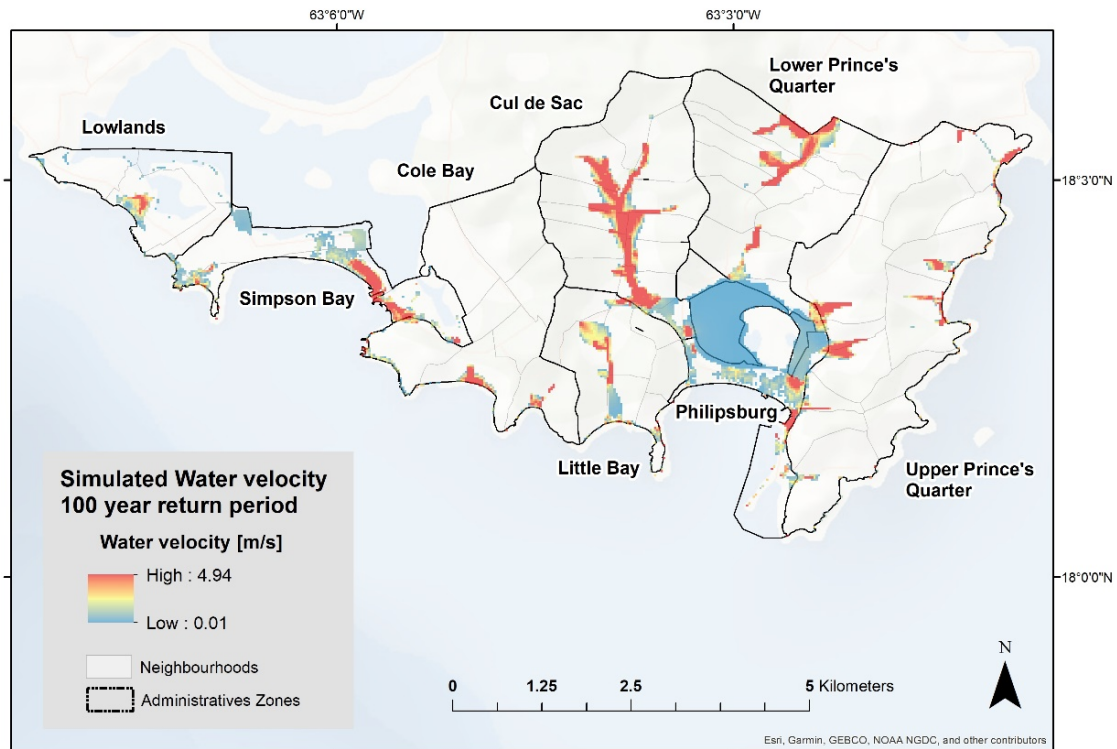 63°6'0"W
63°3'0"W
Lower Prince's
Quarter
Cul de Sac
Lowlands
Cole Bay
18°3'0"N
Simpson Bay
Philipsburg
Little Bay
Upper Prince's
Quarter
18°0'0"N
Simulated Water velocity
100 year return period
Water velocity [m/s]
High : 4.94
Low : 0.01
Neighbourhoods
Administratives Zones
N
0 1.25 2.5 5 Kilometers
Esri, Garmin, GEBCO, NOAA NGDC, and other contributors